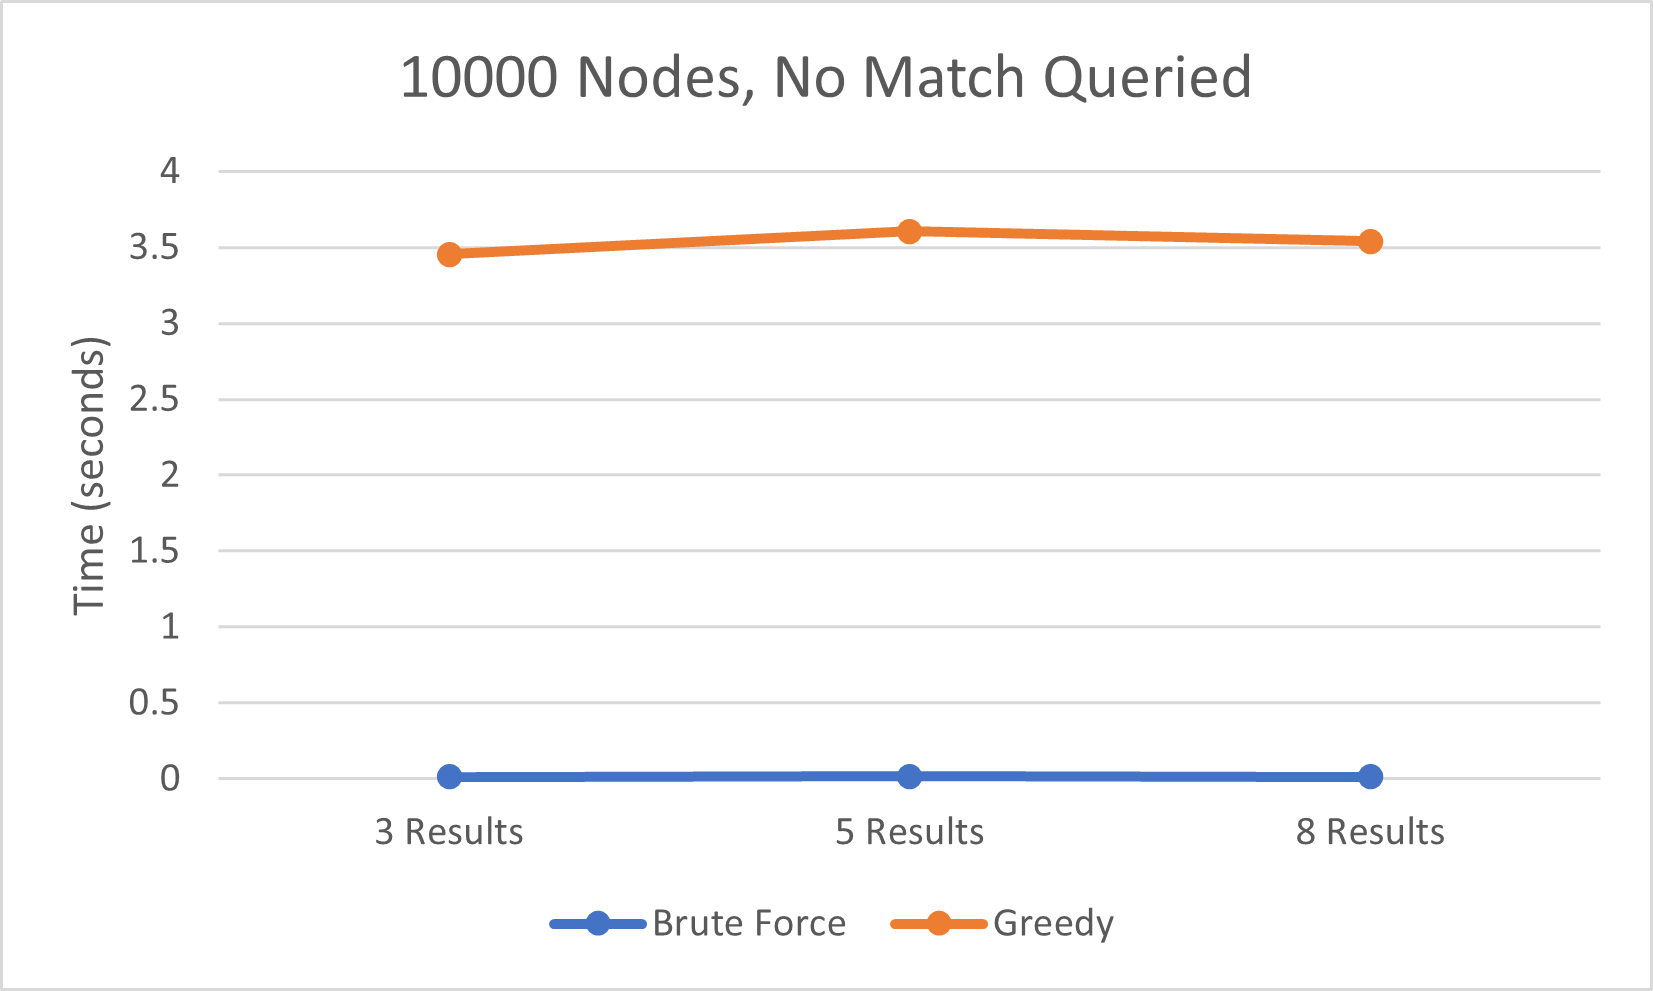 10000 Nodes, No Match Queried
Time (seconds)
4
3.5
3
2.5
2
1.5
1
0.5
0
3 Results 5 Results 8 Results
Brute Force Greedy